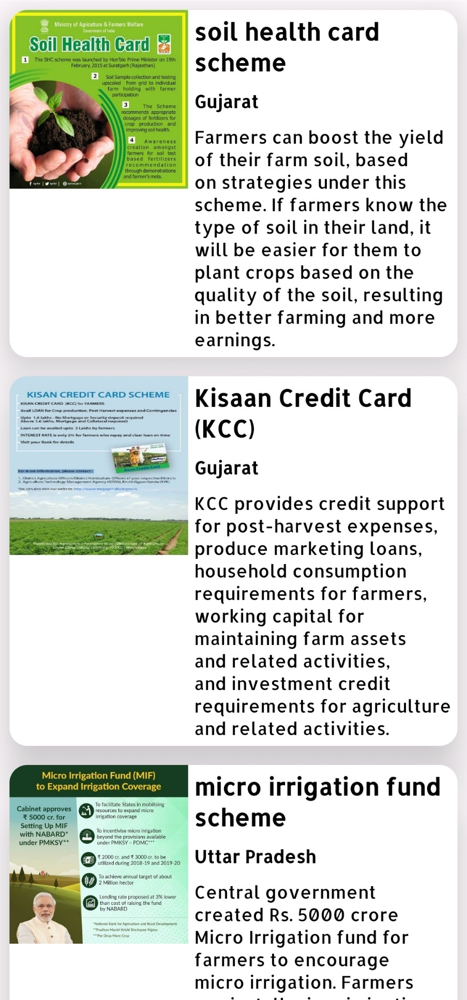 Ministry of Agriculture & Farmers Welfare
Government of India
Soil Health Card
1 The SHC scheme was launched by Hon'ble Prime Minister on 19th
February, 2015 at Suratgarh (Rajasthan)
2 Soil Sample collection and testing
upscaled from grid to individual
farm holding with farmer
participation
3 The Scheme
recommends appropriate
dosages of fertilizers for
crop production and
improving soil health.
4 Awareness
creation amongst
farmers for soil test
based fertilizers
recommendation
through demonstrations
and farmer's mela.
soil health card
scheme
Gujarat
Farmers can boost the yield
of their farm soil, based
on strategies under this
scheme. If farmers know the
type of soil in their land, it
will be easier for them to
plant crops based on the
quality of the soil, resulting
in better farming and more
earnings.
KISAN CREDIT CARD SCHEME
KISAN CREDIT CARD (KCC) for FARMERS
Avail LOAN for Crop production, Post Harvest expenses and Contingencies
Upto 1.6 lakhs - No Mortgage or Security deposit required
Above 1.6 lakhs, Mortgage and Collateral required)
Loan can be availed upto 3 Lakhs by farmers
INTEREST RATE is only 2% for farmers who repay and clear loan on time
Visit your Bank for details
RuPay
Kisan Credit Card
For more information, please contact :
1. District Agriculture Officers/District Horticulture Officers of your respective Districts
2. Agriculture Technology Management Agency (ATMA), Krishi Vigyan Kendra (KVK)
You can also visit our website: http://www.megagriculture.gov.in.
Kisaan Credit Card
(KCC)
Gujarat
KCC provides credit support
for post-harvest expenses,
produce marketing loans,
household consumption
requirements for farmers,
working capital for
maintaining farm assets
and related activities,
and investment credit
requirements for agriculture
and related activities.
Micro Irrigation Fund (MIF)
to Expand Irrigation Coverage
Cabinet approves
₹ 5000 cr. for
Setting Up MIF
with NABARD*
under PMKSY**
To facilitate States in mobilising
resources to expand micro
irrigation coverage
To incentivise micro irrigation
beyond the provisions available
under PMKSY – PDMC***
₹ 2000 cr. and ₹ 3000 cr. to be
utilized during 2018-19 and 2019-20
To achieve annual target of about
2 Million hector
Lending rate proposed at 3% lower
than cost of raising the fund
by NABARD
*National Bank for Agriculture and Rural Development
**Pradhan Mantri Krishi Sinchayee Yojana
***Per Drop More Crop
micro irrigation fund
scheme
Uttar Pradesh
Central government
created Rs. 5000 crore
Micro Irrigation fund for
farmers to encourage
micro irrigation. Farmers